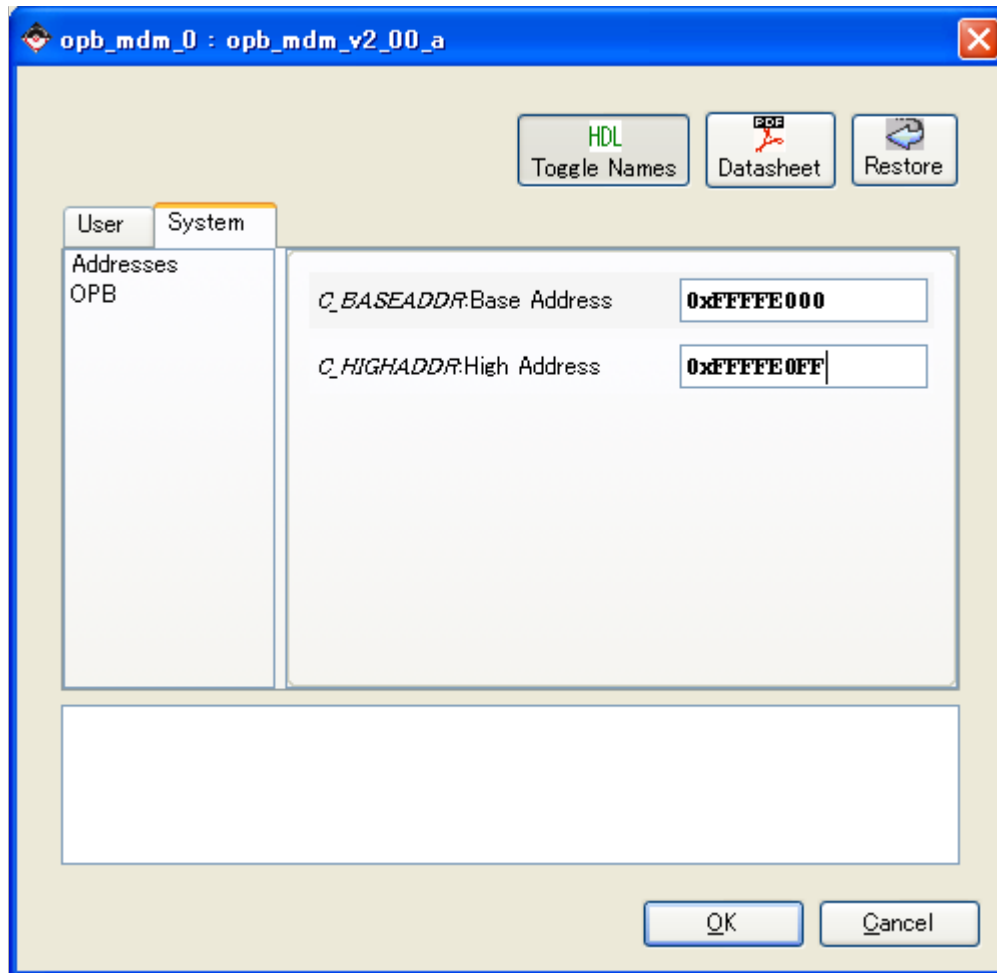 opb_mdm_0 : opb_mdm_v2_00_a
HDL
Toggle Names
PDF
Datasheet
Restore
User
System
Addresses
OPB
C_BASEADDR:Base Address
0xFFFFE000
C_HIGHADDR:High Address
0xFFFFE0FF
OK
Cancel